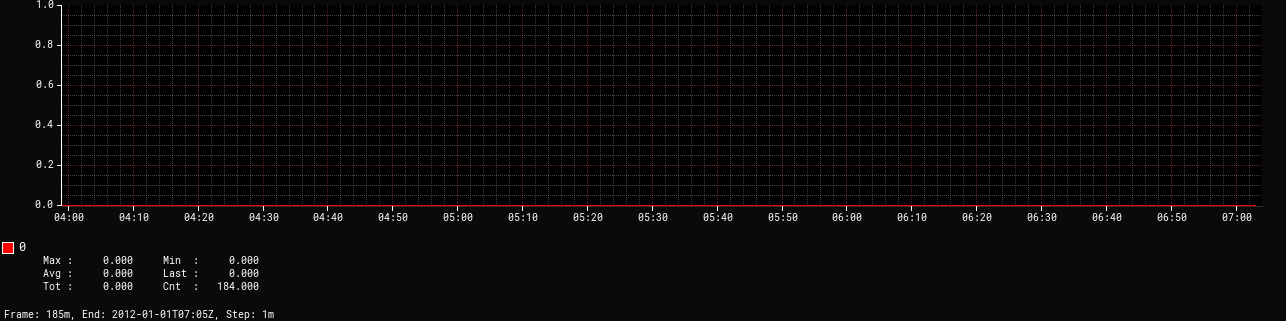 1.0
0.8
0.6
0.4
0.2
0.0
04:00 04:10 04:20 04:30 04:40 04:50 05:00 05:10 05:20 05:30 05:40 05:50 06:00 06:10 06:20 06:30 06:40 06:50 07:00
0
Max : 0.000 Min : 0.000
Avg : 0.000 Last : 0.000
Tot : 0.000 Cnt : 184.000
Frame: 185m, End: 2012-01-01T07:05Z, Step: 1m